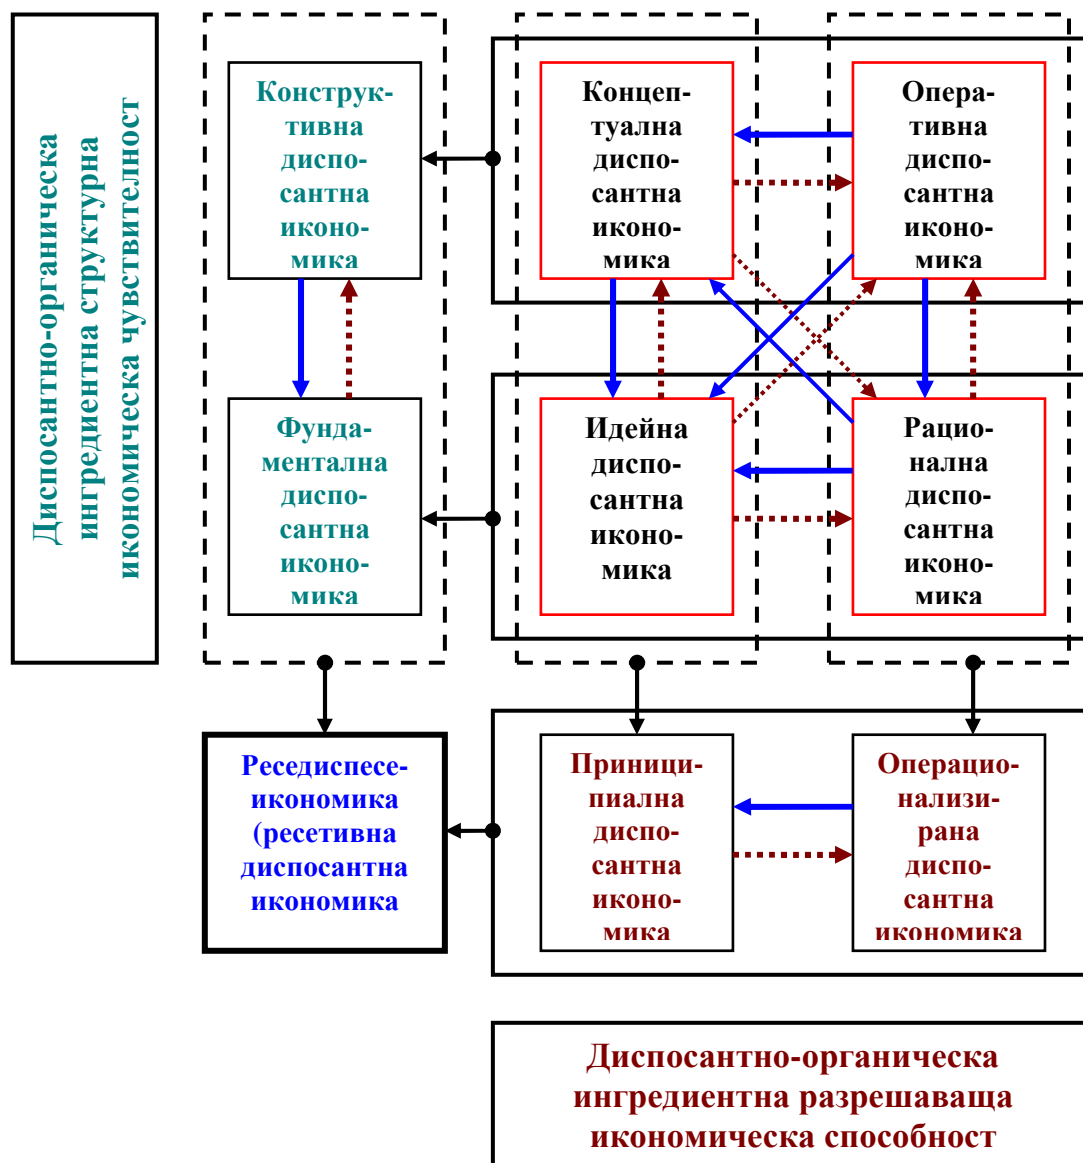 Диспосантно-органическа
ингредиентна структурна
икономическа чувствителност
Конструк-
тивна
диспо-
сантна
иконо-
мика
Концеп-
туална
диспо-
сантна
иконо-
мика
Опера-
тивна
диспо-
сантна
иконо-
мика
Фунда-
ментална
диспо-
сантна
иконо-
мика
Идейна
диспо-
сантна
иконо-
мика
Рацио-
нална
диспо-
сантна
иконо-
мика
Реседиспесе-
икономика
(ресетивна
диспосантна
икономика
Приници-
пиална
диспо-
сантна
иконо-
мика
Операцио-
нализи-
рана
диспо-
сантна
икономика
Диспосантно-органическа
ингредиентна разрешаваща
икономическа способност